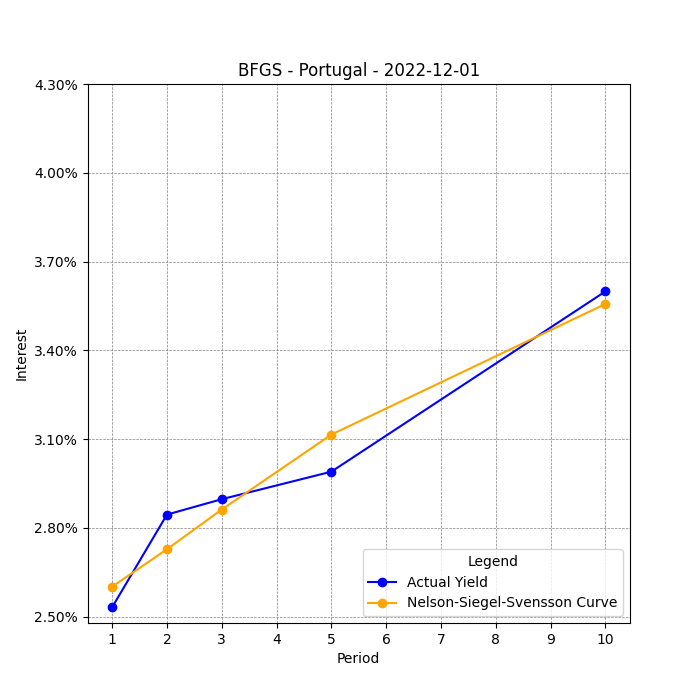 BFGS - Portugal - 2022-12-01
4.30%
4.00%
3.70%
3.40%
3.10%
2.80%
2.50%
Interest
1 2 3 4 5 6 7 8 9 10
Period
Legend
Actual Yield
Nelson-Siegel-Svensson Curve